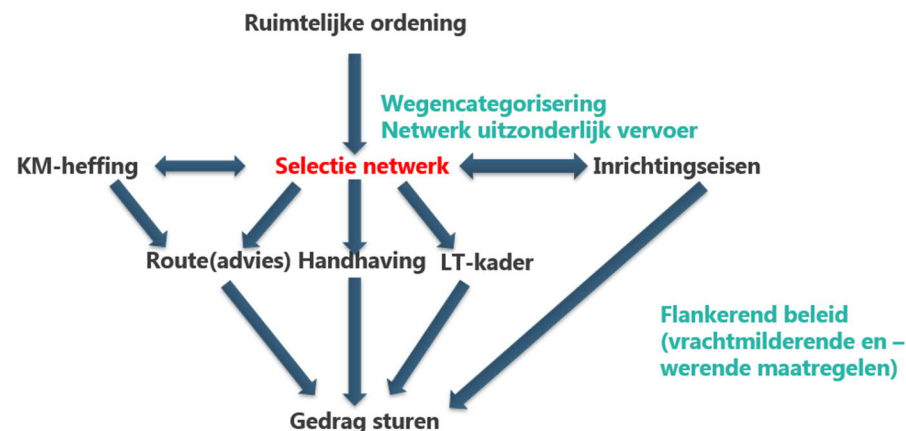 Ruimtelijke ordening
Wegencategorisering
Netwerk uitzonderlijk vervoer
KM-heffing
Selectie netwerk
Inrichtingseisen
Route(advies)
Handhaving
LT-kader
Flankerend beleid
(vrachtmilderende en –
werende maatregelen)
Gedrag sturen